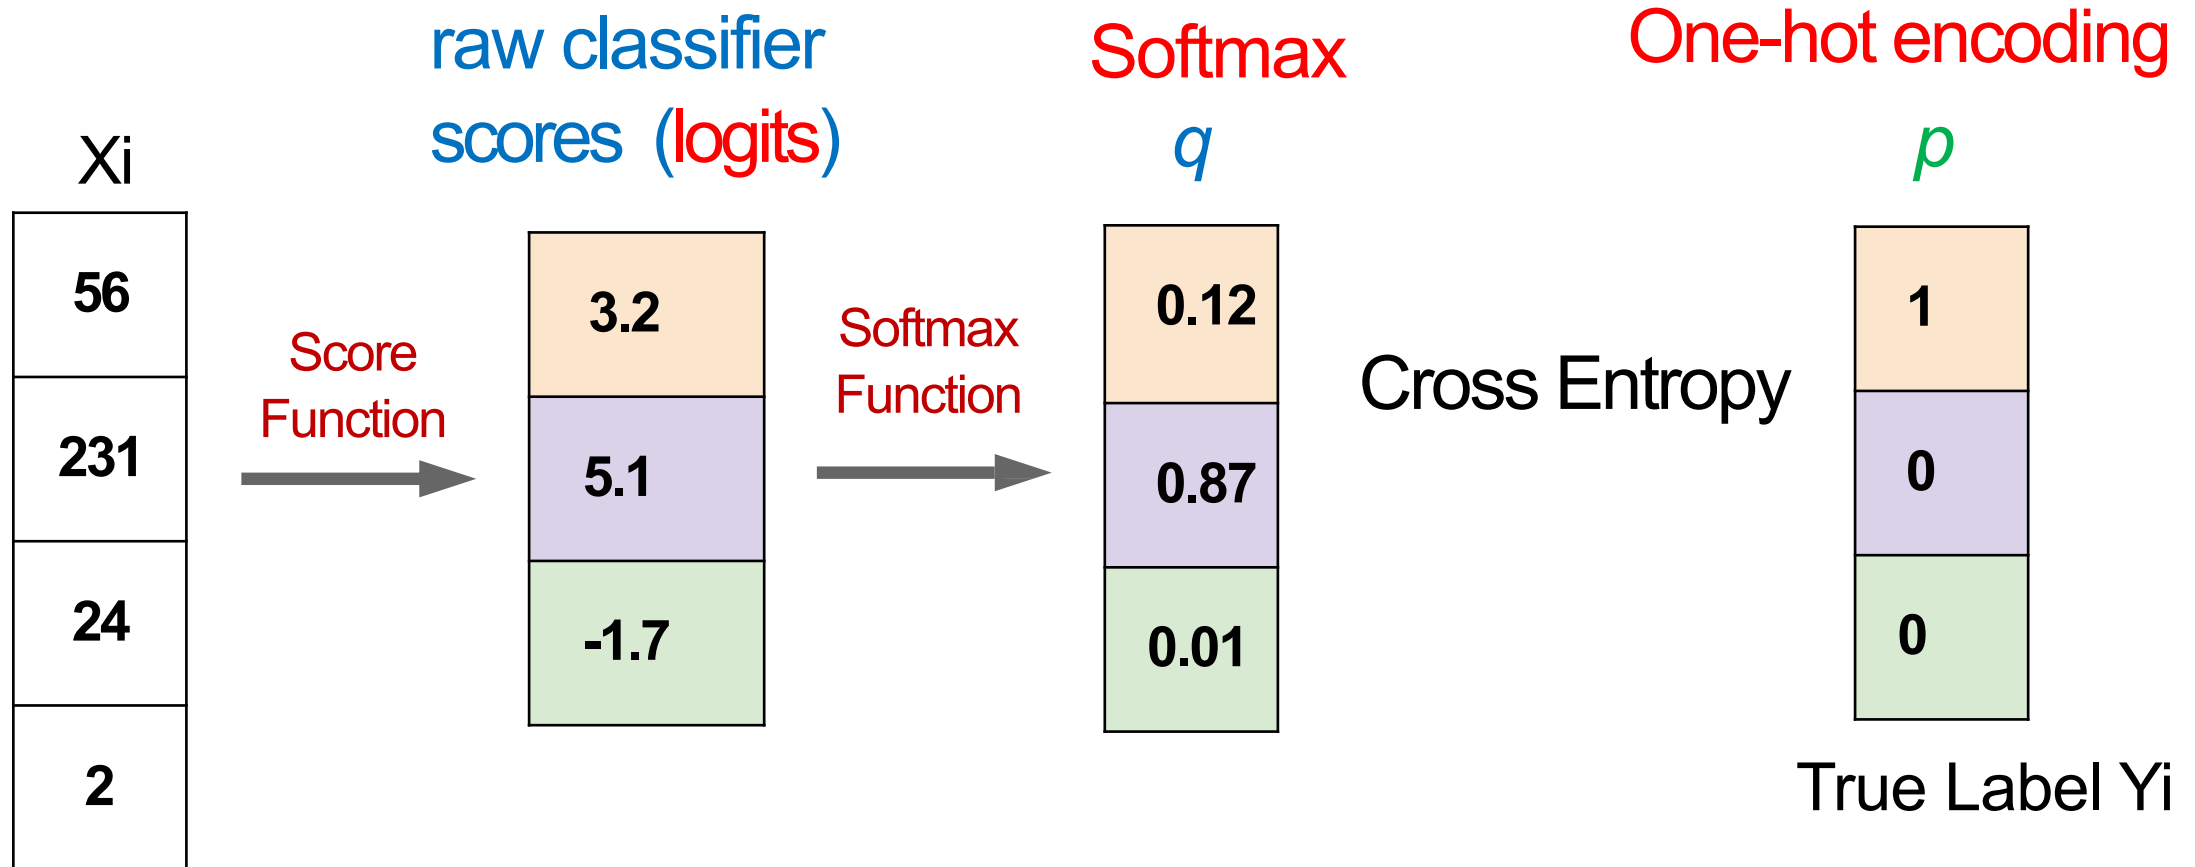 Xi
56
231
24
2
Score
Function
raw classifier
scores (logits)
3.2
5.1
-1.7
Softmax
Function
Softmax
q
0.12
0.87
0.01
Cross Entropy
One-hot encoding
p
1
0
0
True Label Yi